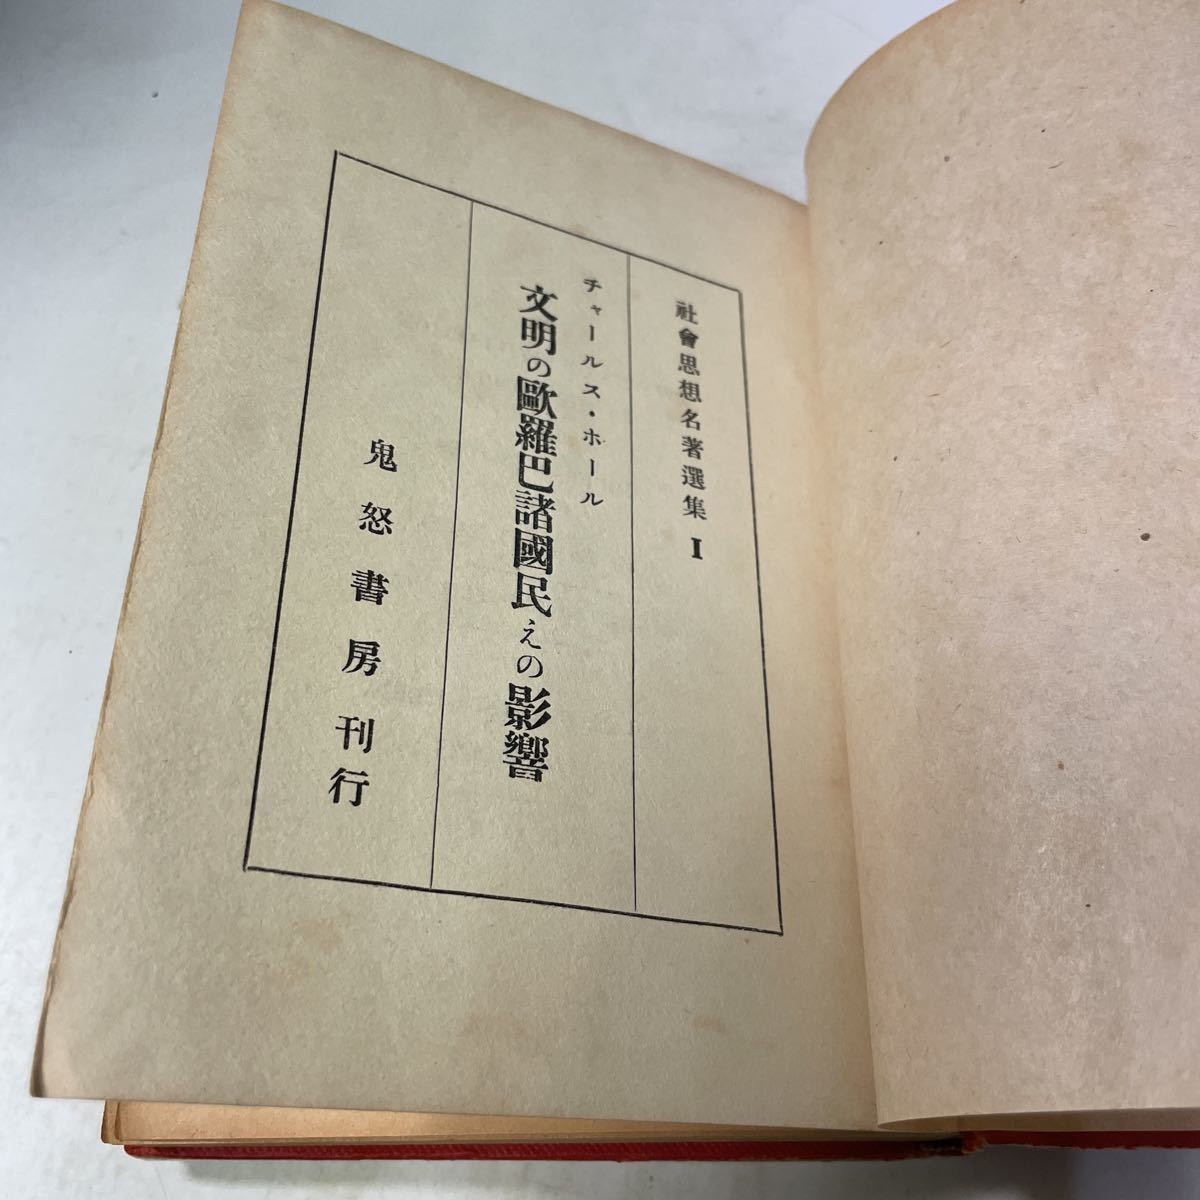 社會思想名著選集 I
チャールス・ホール
文明の歐羅巴諸國民えの影響
鬼怒書房刊行